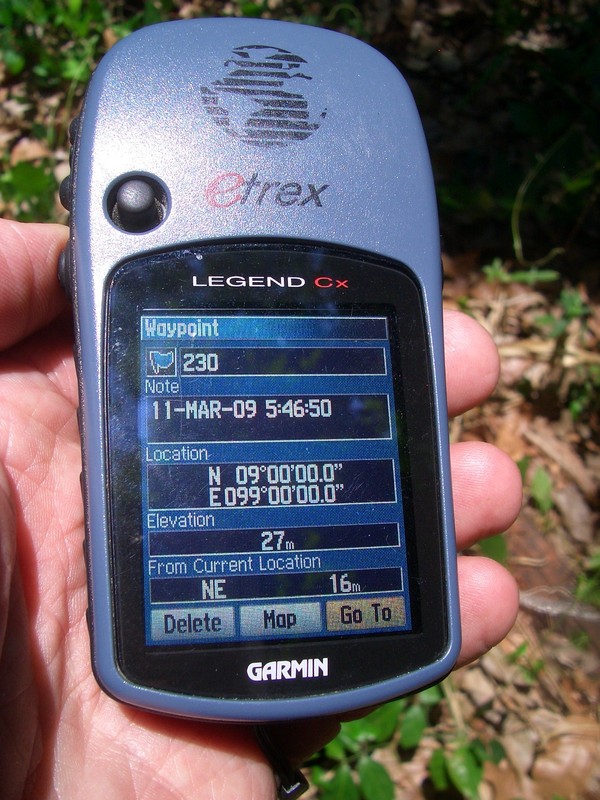 etrex
LEGEND Cx
Waypoint
230
Note
11-MAR-09 5:46:50
Location
N 09°00'00.0"
E 099°00'00.0"
Elevation
27m
From Current Location
NE 16m
Delete Map Go To
GARMIN